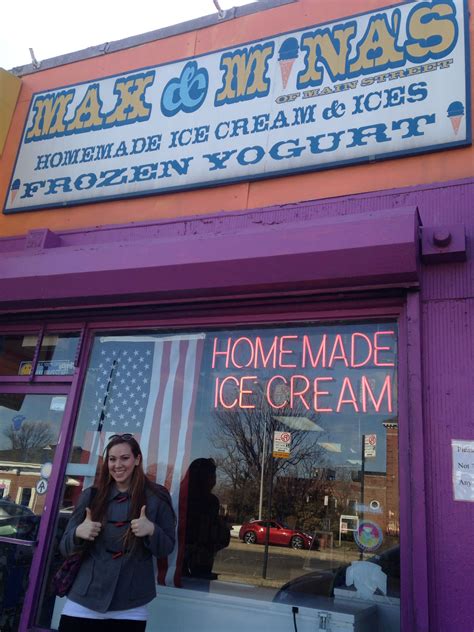 MAX & MINA'S
OF MAIN STREET
HOMEMADE ICE CREAM & ICES
FROZEN YOGURT
HOMEMADE
ICE CREAM
A